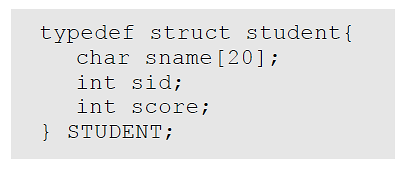 typedef struct student{
char sname[20];
int sid;
int score;
} STUDENT;